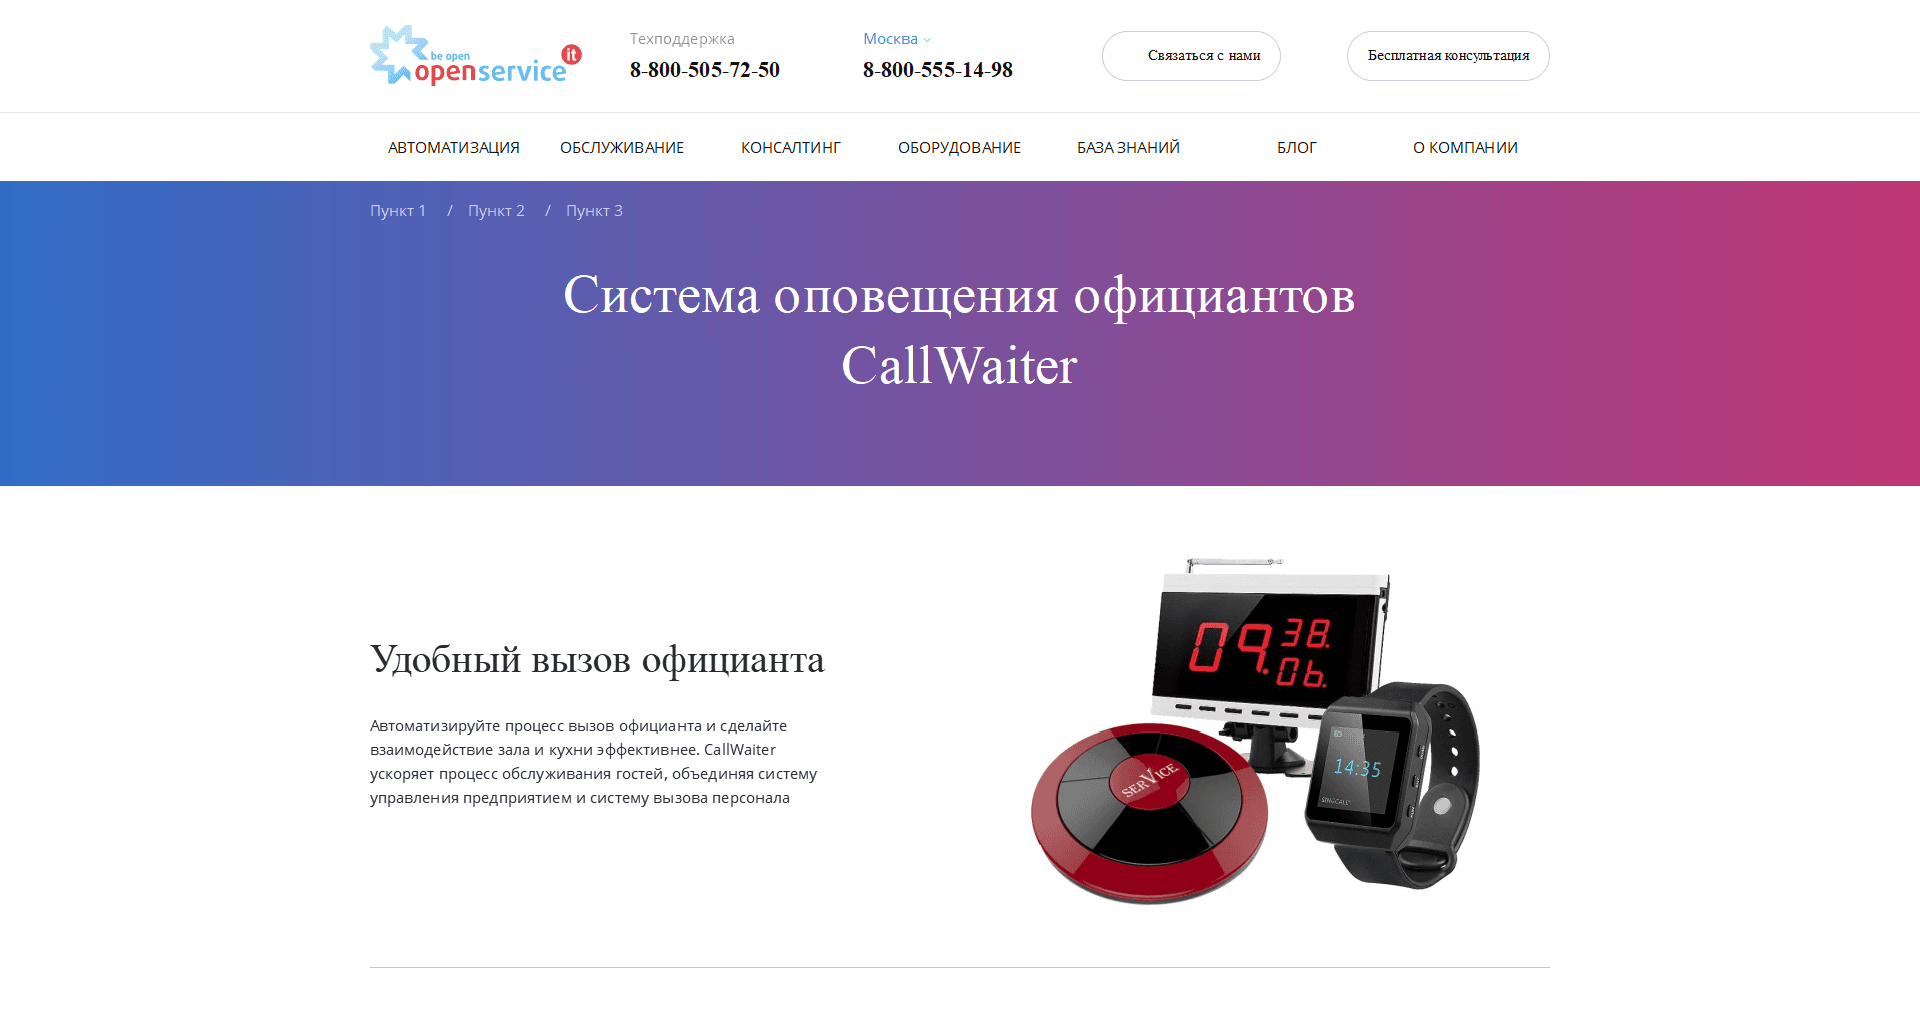 be open
openservice it
Техподдержка
8-800-505-72-50
Москва
8-800-555-14-98
Связаться с нами
Бесплатная консультация
АВТОМАТИЗАЦИЯ ОБСЛУЖИВАНИЕ КОНСАЛТИНГ ОБОРУДОВАНИЕ БАЗА ЗНАНИЙ БЛОГ О КОМПАНИИ
Пункт 1 / Пункт 2 / Пункт 3
Система оповещения официантов
CallWaiter
Удобный вызов официанта
Автоматизируйте процесс вызов официанта и сделайте
взаимодействие зала и кухни эффективнее. CallWaiter
ускоряет процесс обслуживания гостей, объединяя систему
управления предприятием и систему вызова персонала
09. 38.
06.
SERVICE
14:35
SINGCALL